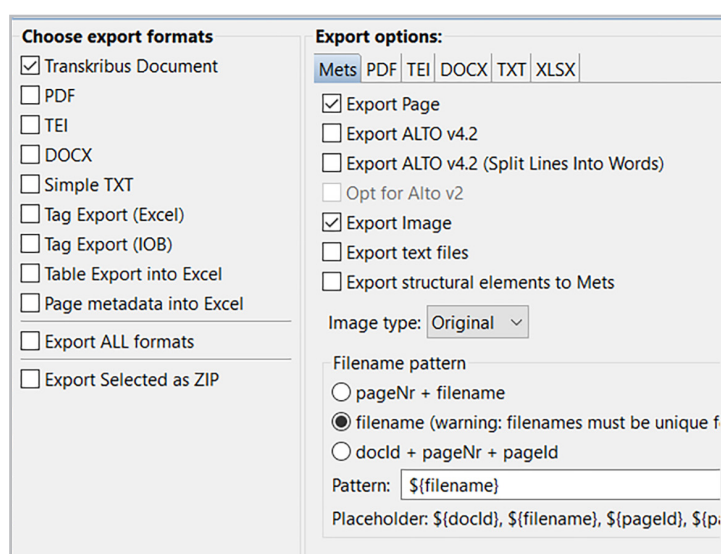 Choose export formats
Transkribus Document
PDF
TEI
DOCX
Simple TXT
Tag Export (Excel)
Tag Export (IOB)
Table Export into Excel
Page metadata into Excel
Export ALL formats
Export Selected as ZIP
Export options:
Mets PDF TEI DOCX TXT XLSX
Export Page
Export ALTO v4.2
Export ALTO v4.2 (Split Lines Into Words)
Opt for Alto v2
Export Image
Export text files
Export structural elements to Mets
Image type: Original
Filename pattern
pageNr + filename
filename (warning: filenames must be unique
docId + pageNr + pageId
Pattern: ${filename}
Placeholder: ${docId}, ${filename}, ${pageId},